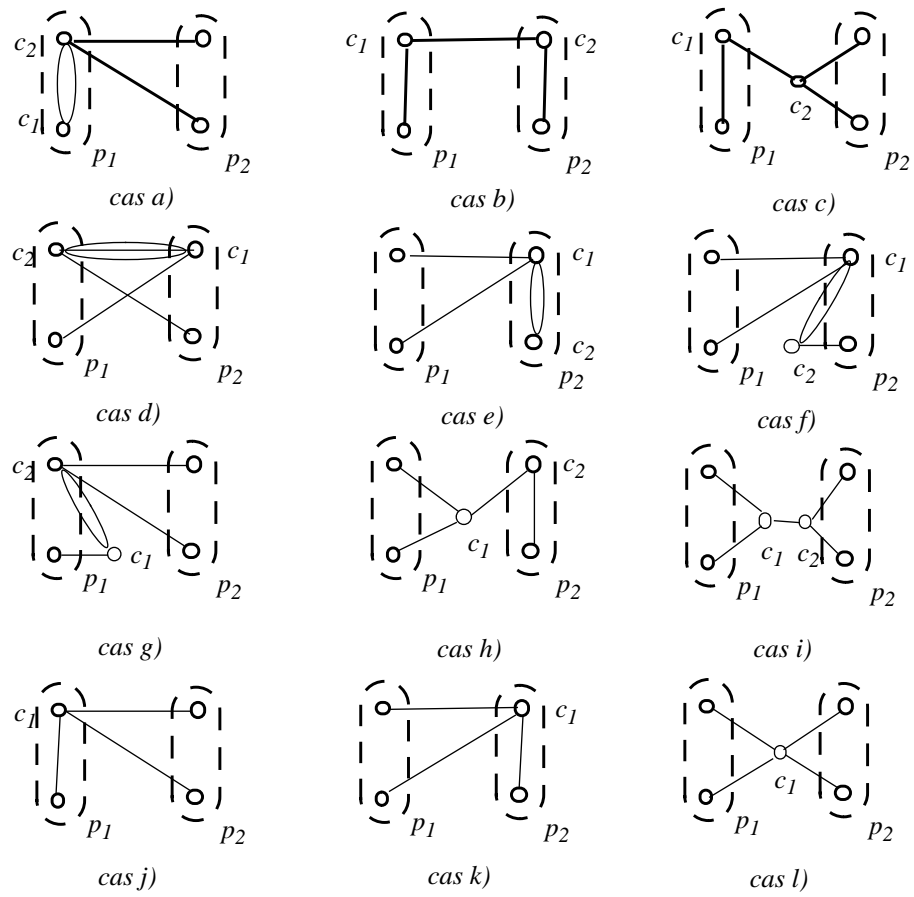 c2 c1 p1 p2
cas a)
c1 c2 p1 p2
cas b)
c1 c2 p1 p2
cas c)
c2 c1 p1 p2
cas d)
c1 c2 p1 p2
cas e)
c1 c2 p1 p2
cas f)
c2 c1 p1 p2
cas g)
c2 c1 p1 p2
cas h)
c1 c2 p1 p2
cas i)
c1 p1 p2
cas j)
c1 p1 p2
cas k)
c1 p1 p2
cas l)